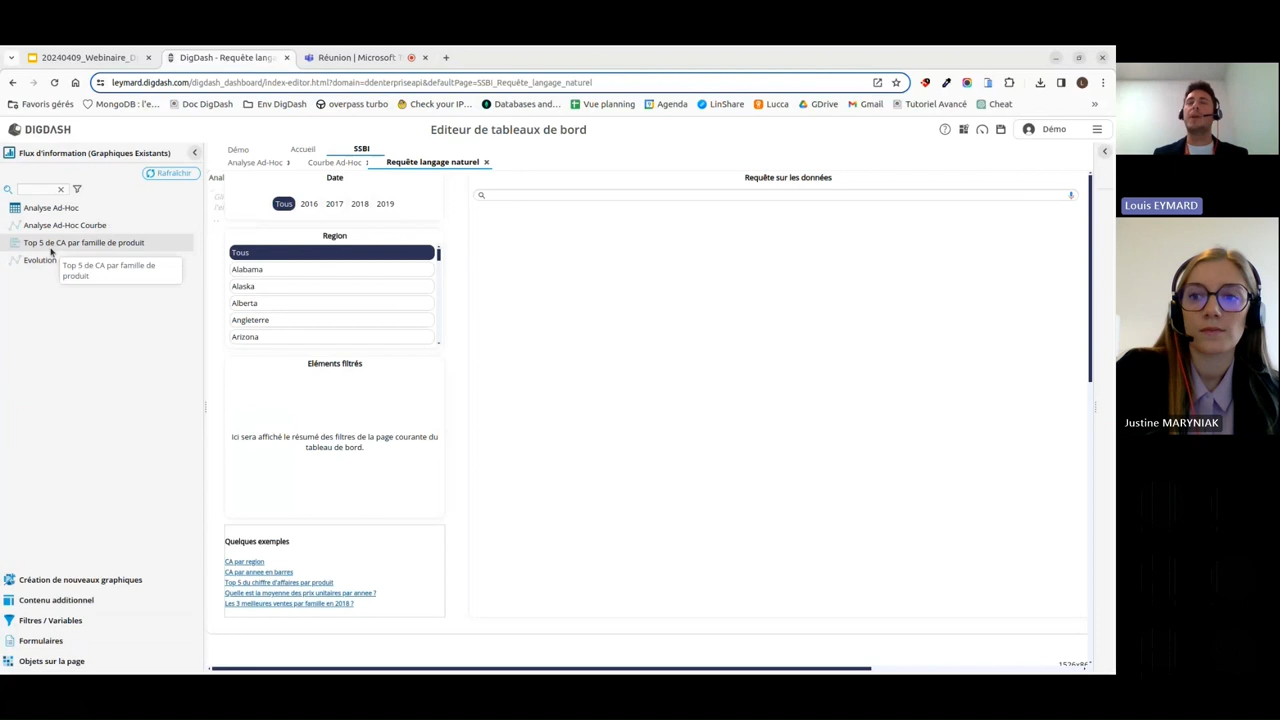 20240409_Webinaire_D
DigDash - Requête lang
Réunion | Microsoft T
leymard.digdash.com/digdash_dashboard/index-editor.html?domain=ddenterpriseapi&defaultPage=SSBI_Requête_langage_naturel
Favoris gérés
MongoDB : l'e...
Doc DigDash
Env DigDash
overpass turbo
Check your IP...
Databases and...
Vue planning
Agenda
LinShare
Lucca
GDrive
Gmail
Tutoriel Avancé
Cheat
»
DIGDASH
Editeur de tableaux de bord
Démo
Flux d'information (Graphiques Existants)
Rafraîchir
Analyse Ad-Hoc
Analyse Ad-Hoc Courbe
Top 5 de CA par famille de produit
Evolution
Top 5 de CA par famille de
produit
Démo
Accueil
SSBI
Analyse Ad-Hoc
Courbe Ad-Hoc
Requête langage naturel
Anal
Date
Tous 2016 2017 2018 2019
Region
Tous
Alabama
Alaska
Alberta
Angleterre
Arizona
Eléments filtrés
Ici sera affiché le résumé des filtres de la page courante du
tableau de bord.
Quelques exemples
CA par region
CA par annee en barres
Top 5 du chiffre d'affaires par produit
Quelle est la moyenne des prix unitaires par annee ?
Les 3 meilleures ventes par famille en 2018 ?
Requête sur les données
Création de nouveaux graphiques
Contenu additionnel
Filtres / Variables
Formulaires
Objets sur la page
Louis EYMARD
Justine MARYNIAK